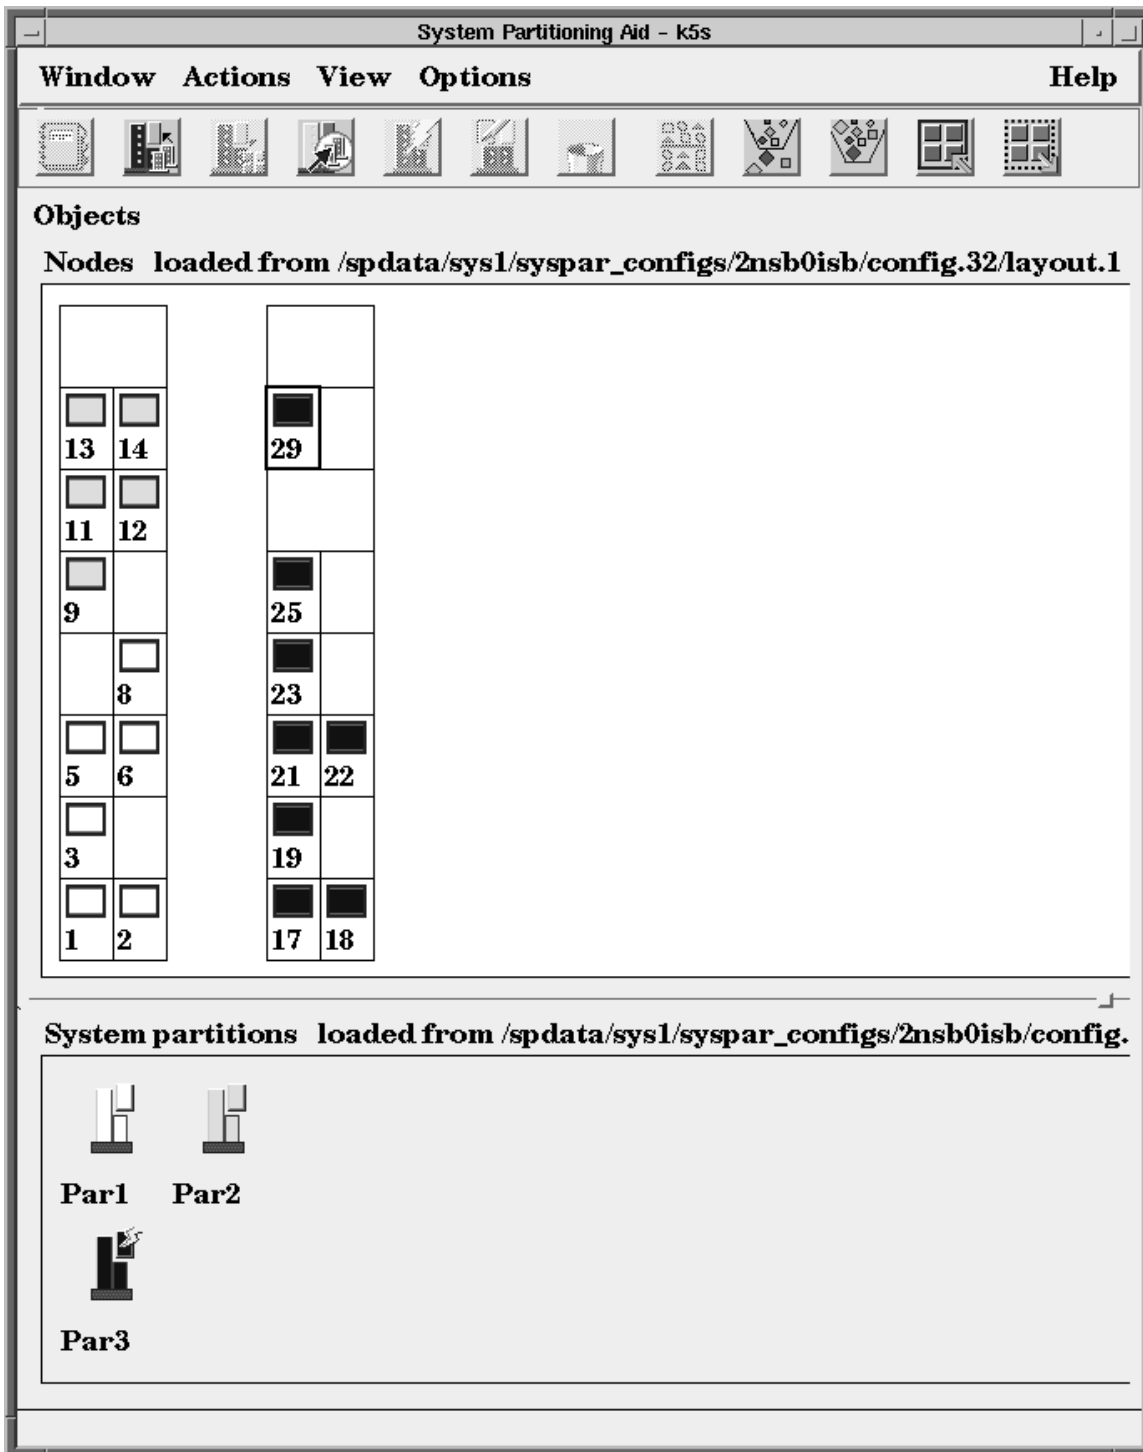 System Partitioning Aid - k5s
Window Actions View Options Help
Objects
Nodes loaded from /spdata/sys1/syspar_configs/2nsb0isb/config.32/layout.1
13 14 29
11 12
9 25
8 23
5 6 21 22
3 19
1 2 17 18
System partitions loaded from /spdata/sys1/syspar_configs/2nsb0isb/config.
Par1 Par2
Par3